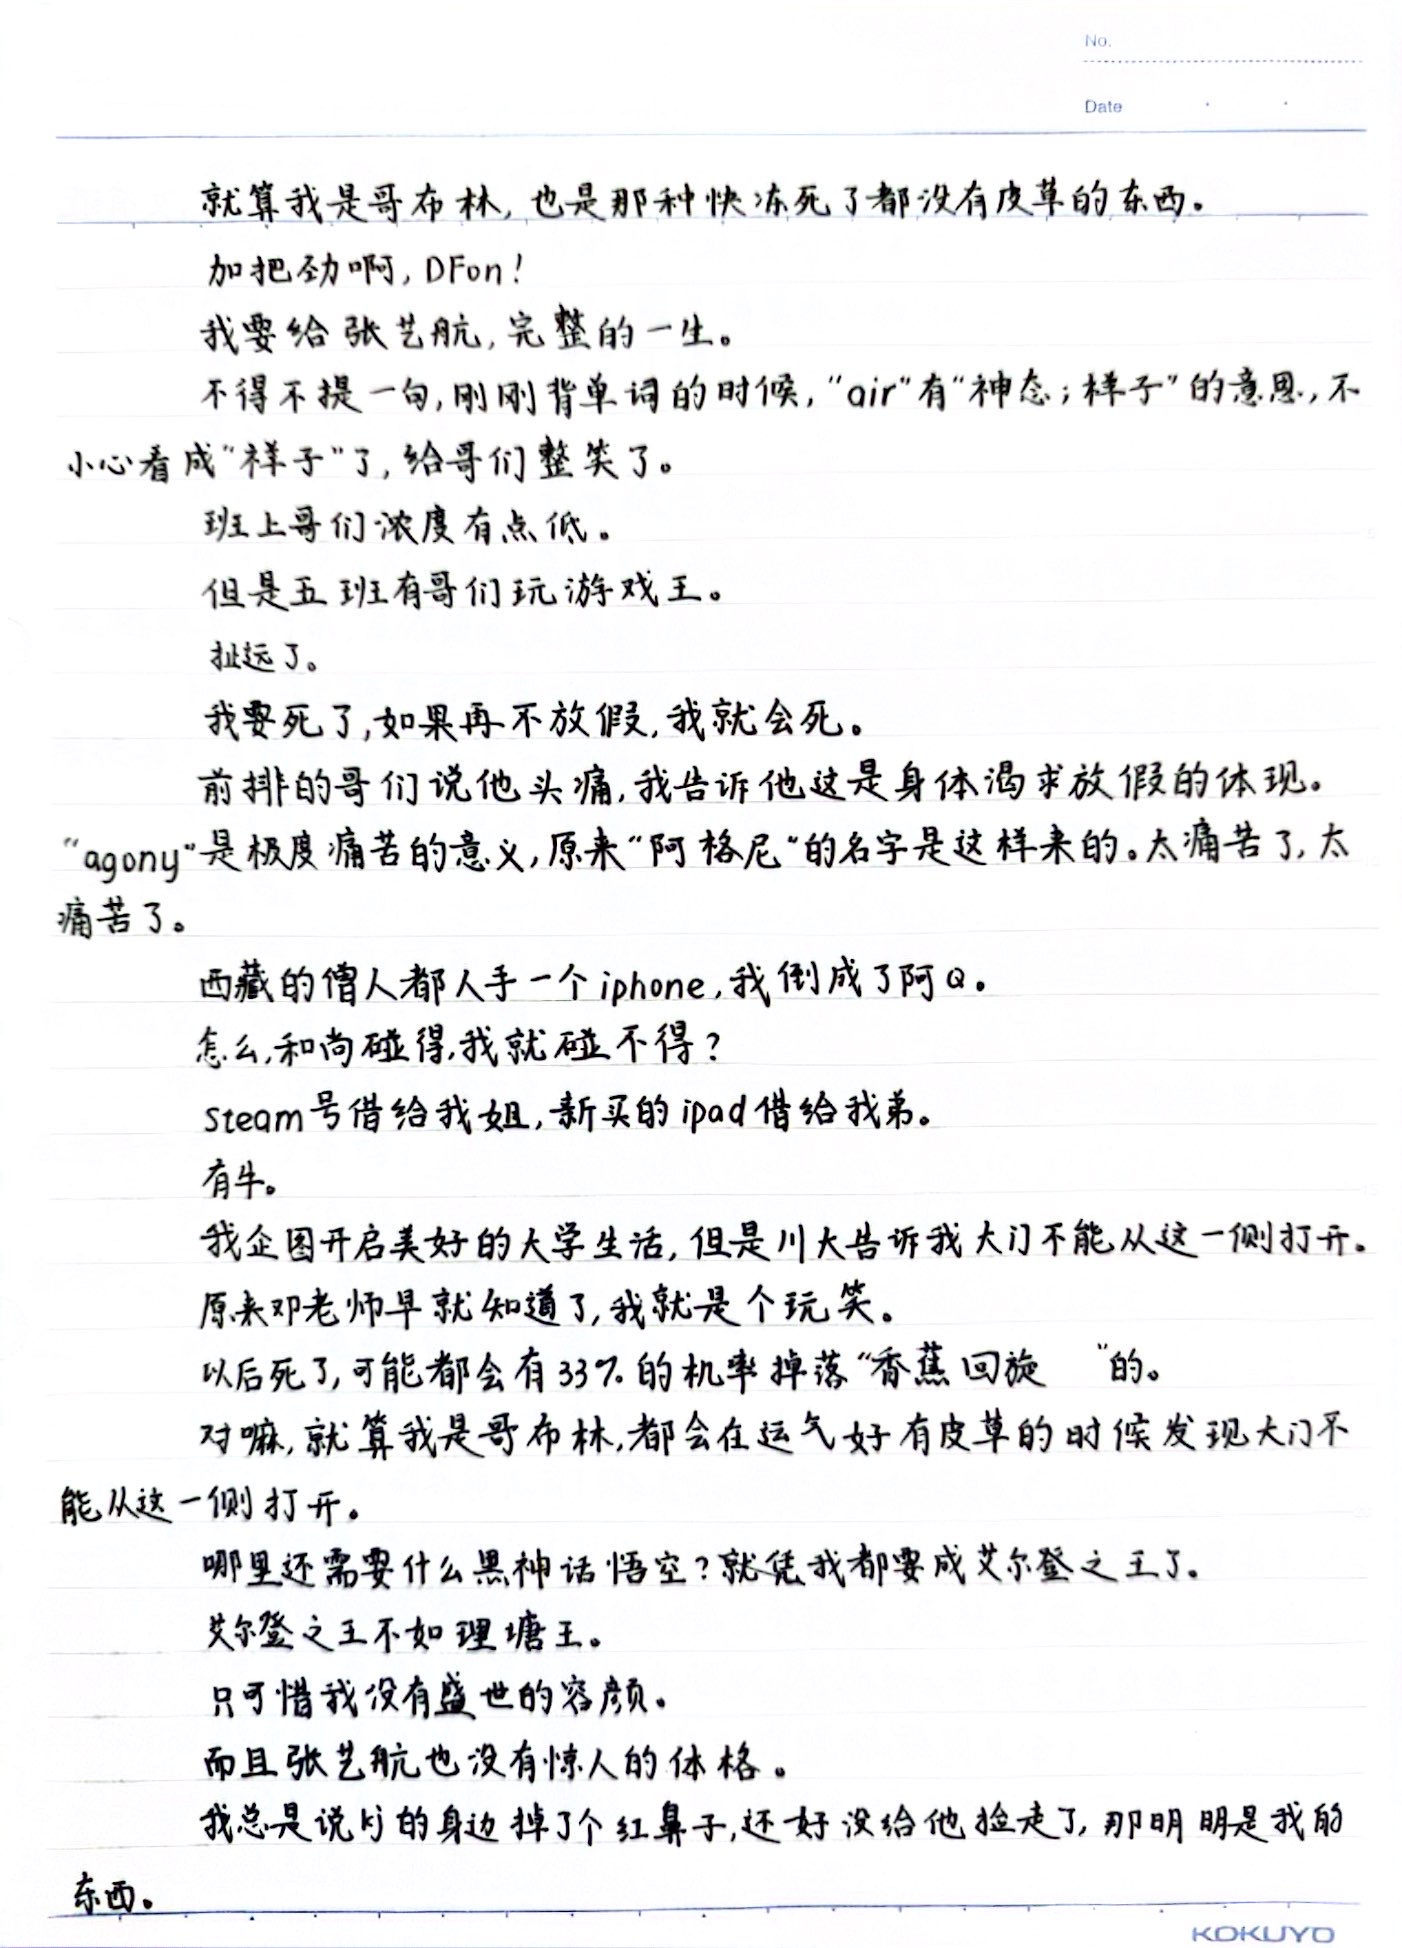 No.
Date
就算我是哥布林,也是那种快冻死了都没有皮草的东西。
加把劲啊,DFon!
我要给张艺航,完整的一生。
不得不提一句,刚刚背单词的时候,"air"有"神态;样子"的意思,不
小心看成"祥子"了,给哥们整笑了。
班上哥们浓度有点低。
但是五班有哥们玩游戏王。
扯远了。
我要死了,如果再不放假,我就会死。
前排的哥们说他头痛,我告诉他这是身体渴求放假的体现。
"agony"是极度痛苦的意义,原来"阿格尼"的名字是这样来的。太痛苦了,太
痛苦了。
西藏的僧人都人手一个iphone,我倒成了阿Q。
怎么,和尚碰得,我就碰不得?
steam号借给我姐,新买的ipad借给我弟。
有牛。
我企图开启美好的大学生活,但是川大告诉我大门不能从这一侧打开。
原来邓老师早就知道了,我就是个玩笑。
以后死了,可能都会有33%的机率掉落"香蕉回旋 "的。
对嘛,就算我是哥布林,都会在运气好有皮草的时候发现大门不
能从这一侧打开。
哪里还需要什么黑神话悟空?就凭我都要成艾尔登之王了。
艾尔登之王不如理塘王。
只可惜我没有盛世的容颜。
而且张艺航也没有惊人的体格。
我总是说kj的身边掉了个红鼻子,还好没给他捡走了,那明明是我的
东西。
KOKUYO